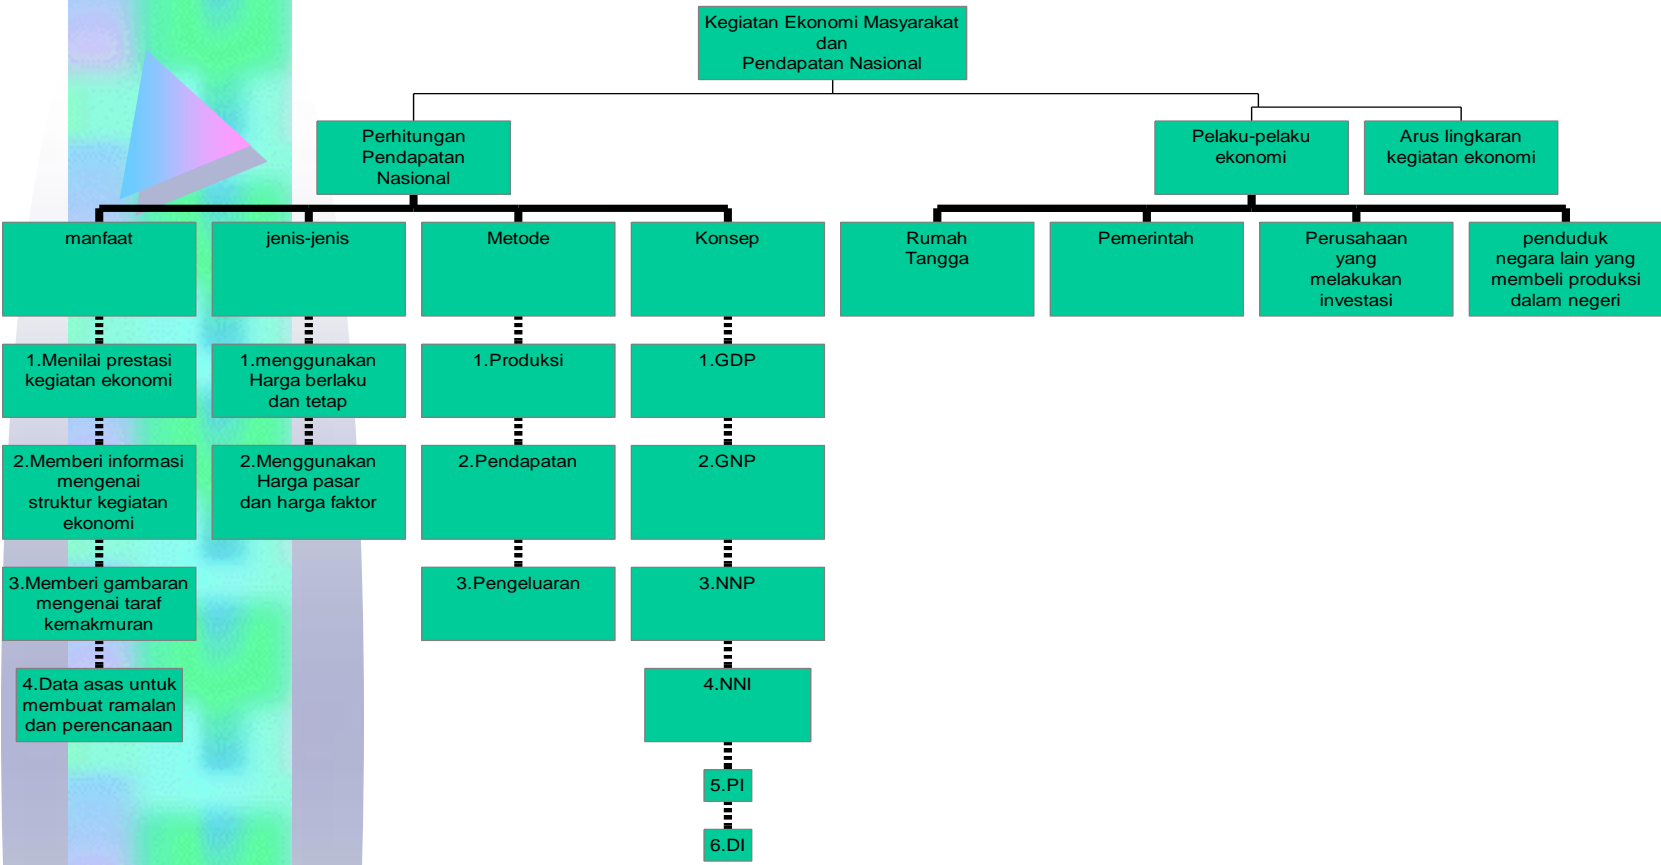 Kegiatan Ekonomi Masyarakat
dan
Pendapatan Nasional
Perhitungan
Pendapatan
Nasional
Pelaku-pelaku
ekonomi
Arus lingkaran
kegiatan ekonomi
manfaat
jenis-jenis
Metode
Konsep
Rumah
Tangga
Pemerintah
Perusahaan
yang
melakukan
investasi
penduduk
negara lain yang
membeli produksi
dalam negeri
1.Menilai prestasi
kegiatan ekonomi
1.menggunakan
Harga berlaku
dan tetap
1.Produksi
1.GDP
2.Memberi informasi
mengenai
struktur kegiatan
ekonomi
2.Menggunakan
Harga pasar
dan harga faktor
2.Pendapatan
2.GNP
3.Memberi gambaran
mengenai taraf
kemakmuran
3.Pengeluaran
3.NNP
4.Data asas untuk
membuat ramalan
dan perencanaan
4.NNI
5.PI
6.DI